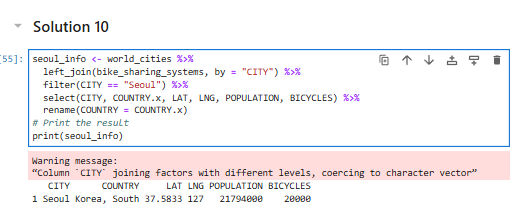 Solution 10
[55]: seoul_info <- world_cities %>%
left_join(bike_sharing_systems, by = "CITY") %>%
filter(CITY == "Seoul") %>%
select(CITY, COUNTRY.x, LAT, LNG, POPULATION, BICYCLES) %>%
rename(COUNTRY = COUNTRY.x)
# Print the result
print(seoul_info)
Warning message:
“Column `CITY` joining factors with different levels, coercing to character vector”
CITY COUNTRY LAT LNG POPULATION BICYCLES
1 Seoul Korea, South 37.5833 127 21794000 20000